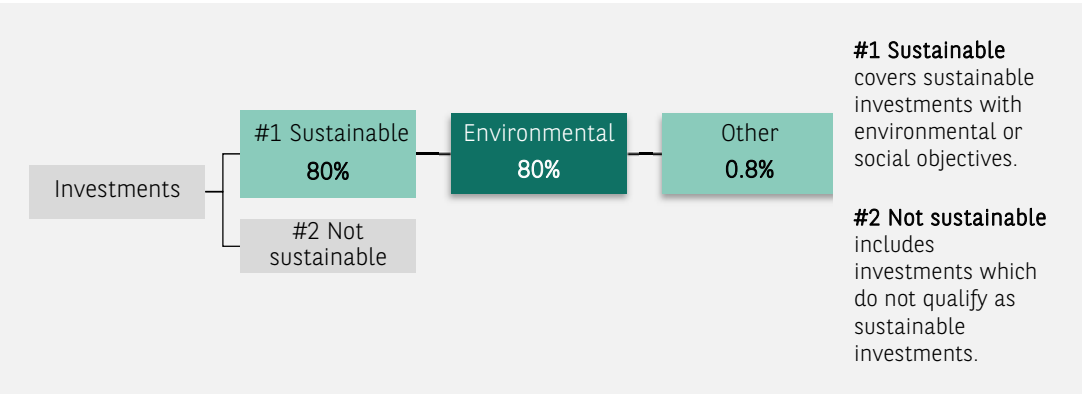 Investments
#1 Sustainable
80%
#2 Not
sustainable
Environmental
80%
Other
0.8%
#1 Sustainable
covers sustainable
investments with
environmental or
social objectives.
#2 Not sustainable
includes
investments which
do not qualify as
sustainable
investments.